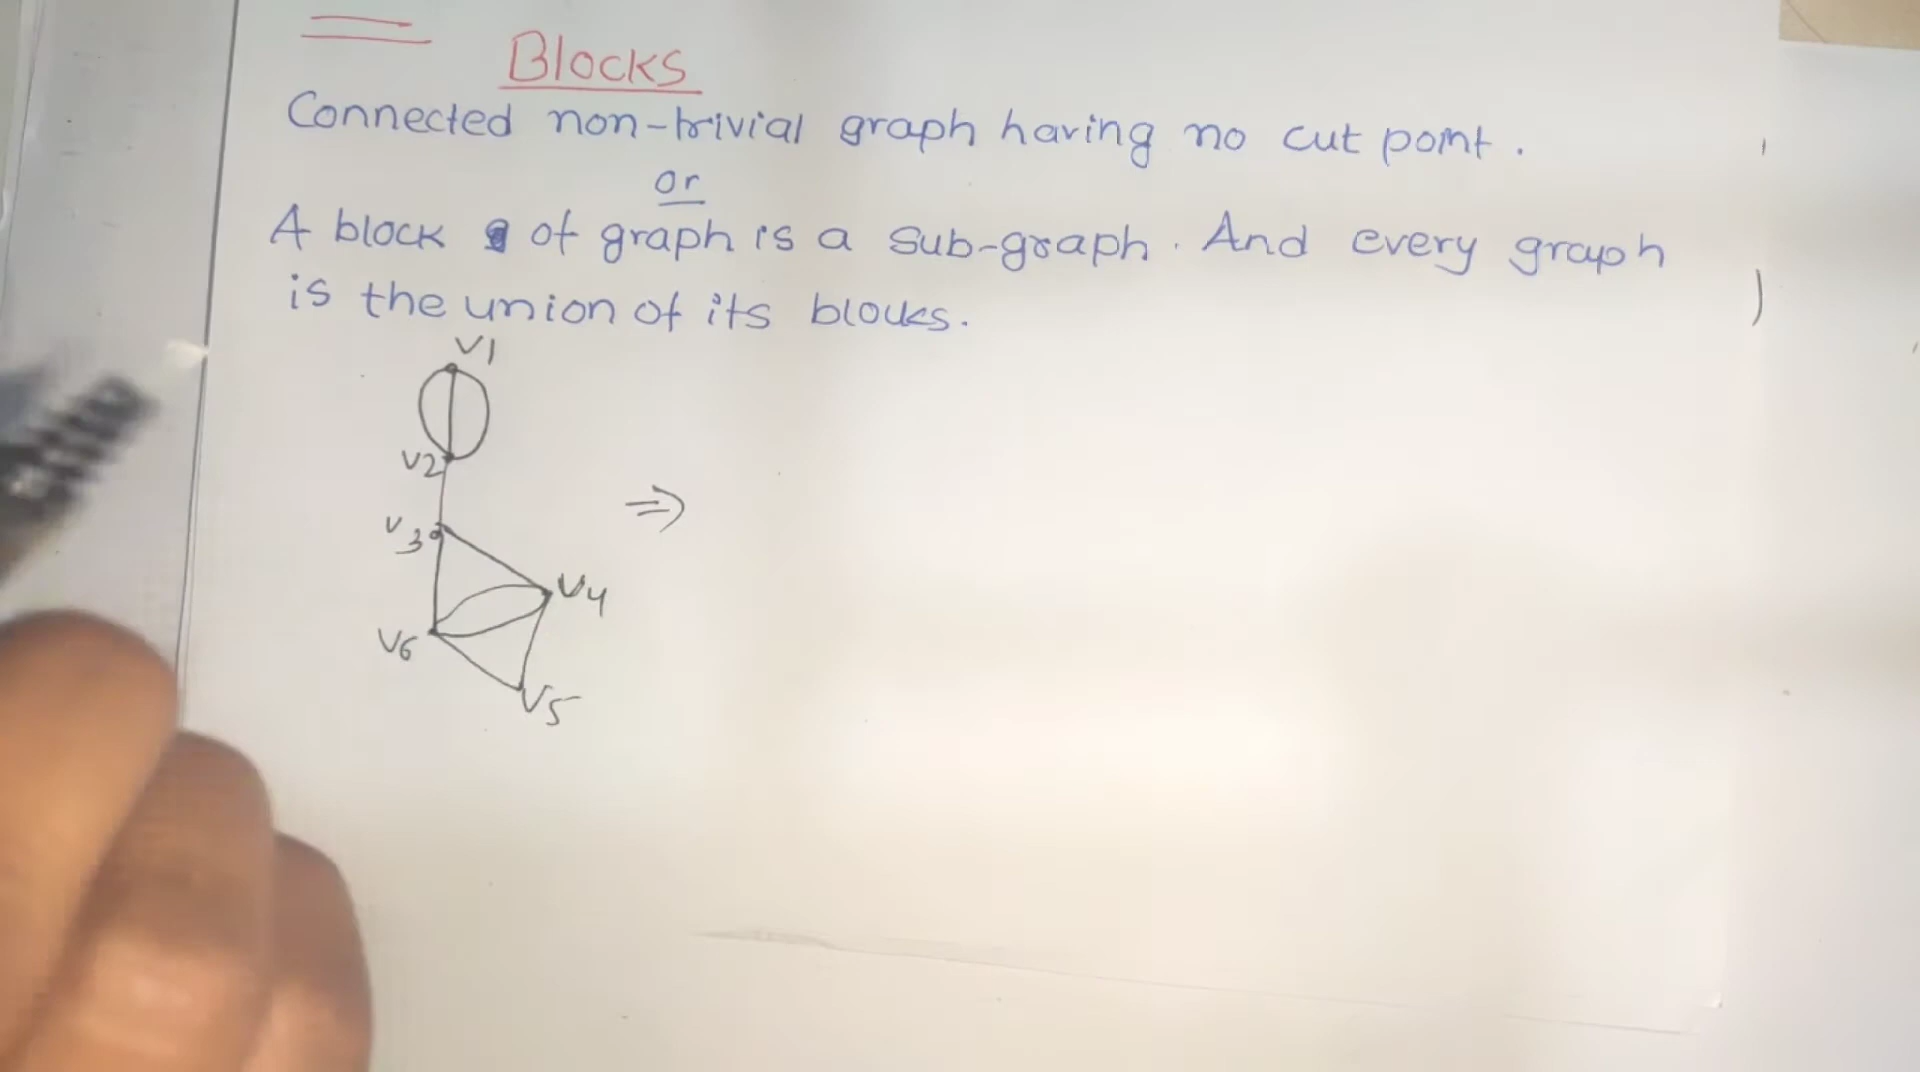 Blocks
Connected non-trivial graph having no cut point.
or
A block of graph is a sub-graph. And every graph
is the union of its blocks.
V1
V2
V3
⇒
V4
V6
V5